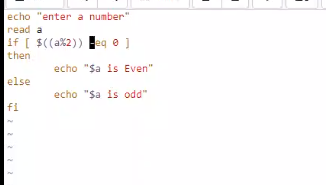 echo "enter a number"
read a
if [ $((a%2)) -eq 0 ]
then
        echo "$a is Even"
else
        echo "$a is odd"
fi
~
~
~
~
~